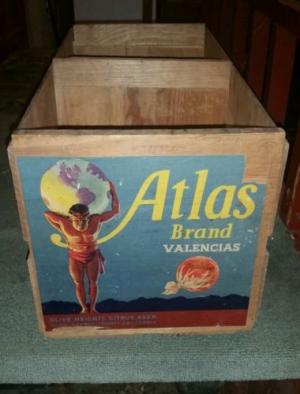 Atlas
Brand
VALENCIAS
OLIVE HEIGHTS CITRUS ASSN.